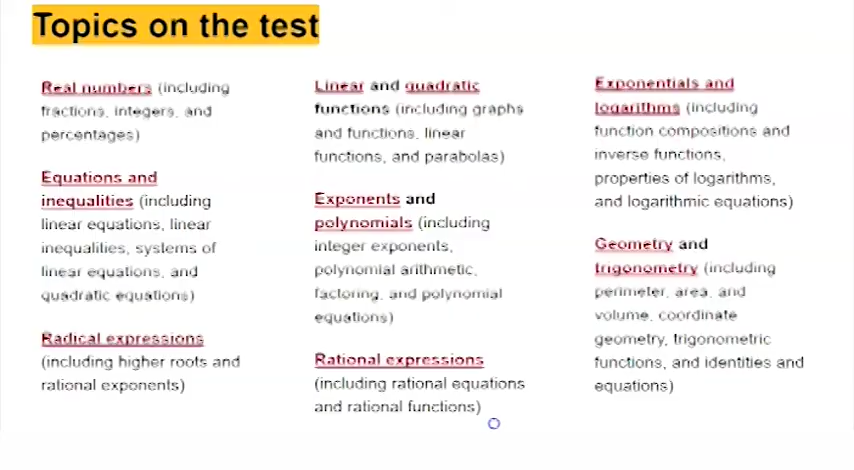 Topics on the test
Real numbers (including
fractions, integers, and
percentages)
Equations and
inequalities (including
linear equations, linear
inequalities, systems of
linear equations, and
quadratic equations)
Radical expressions
(including higher roots and
rational exponents)
Linear and quadratic
functions (including graphs
and functions, linear
functions, and parabolas)
Exponents and
polynomials (including
integer exponents,
polynomial arithmetic,
factoring, and polynomial
equations)
Rational expressions
(including rational equations
and rational functions)
Exponentials and
logarithms (including
function compositions and
inverse functions,
properties of logarithms,
and logarithmic equations)
Geometry and
trigonometry (including
perimeter, area, and
volume, coordinate
geometry, trigonometric
functions, and identities and
equations)